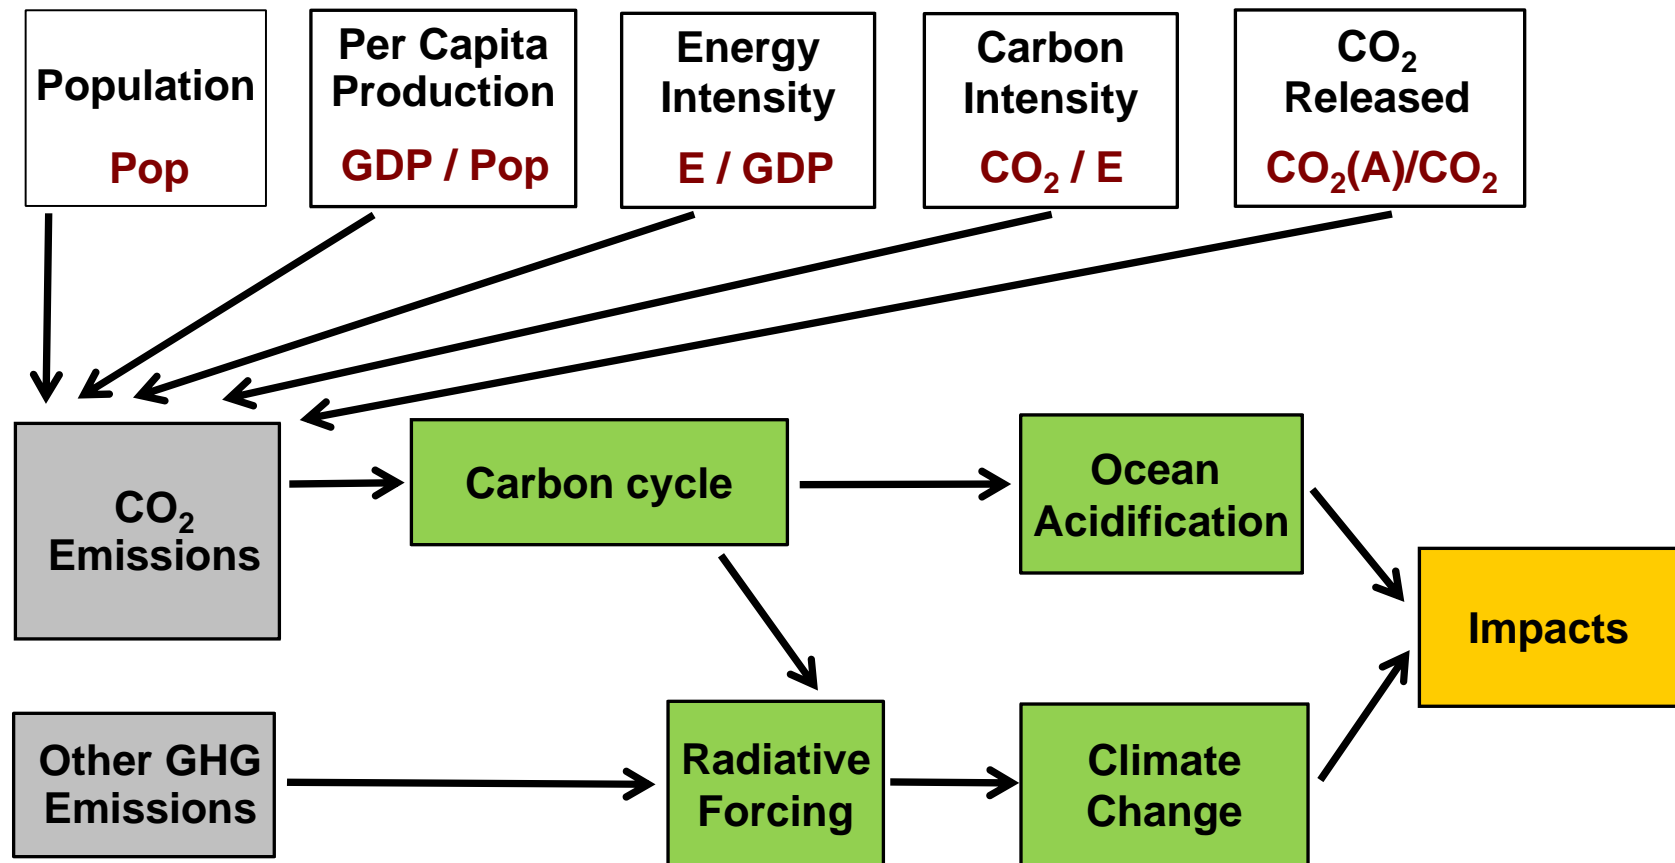 Population
Pop
Per Capita
Production
GDP / Pop
Energy
Intensity
E / GDP
Carbon
Intensity
CO₂ / E
CO₂
Released
CO₂(A)/CO₂
CO₂
Emissions
Carbon cycle
Ocean
Acidification
Impacts
Other GHG
Emissions
Radiative
Forcing
Climate
Change